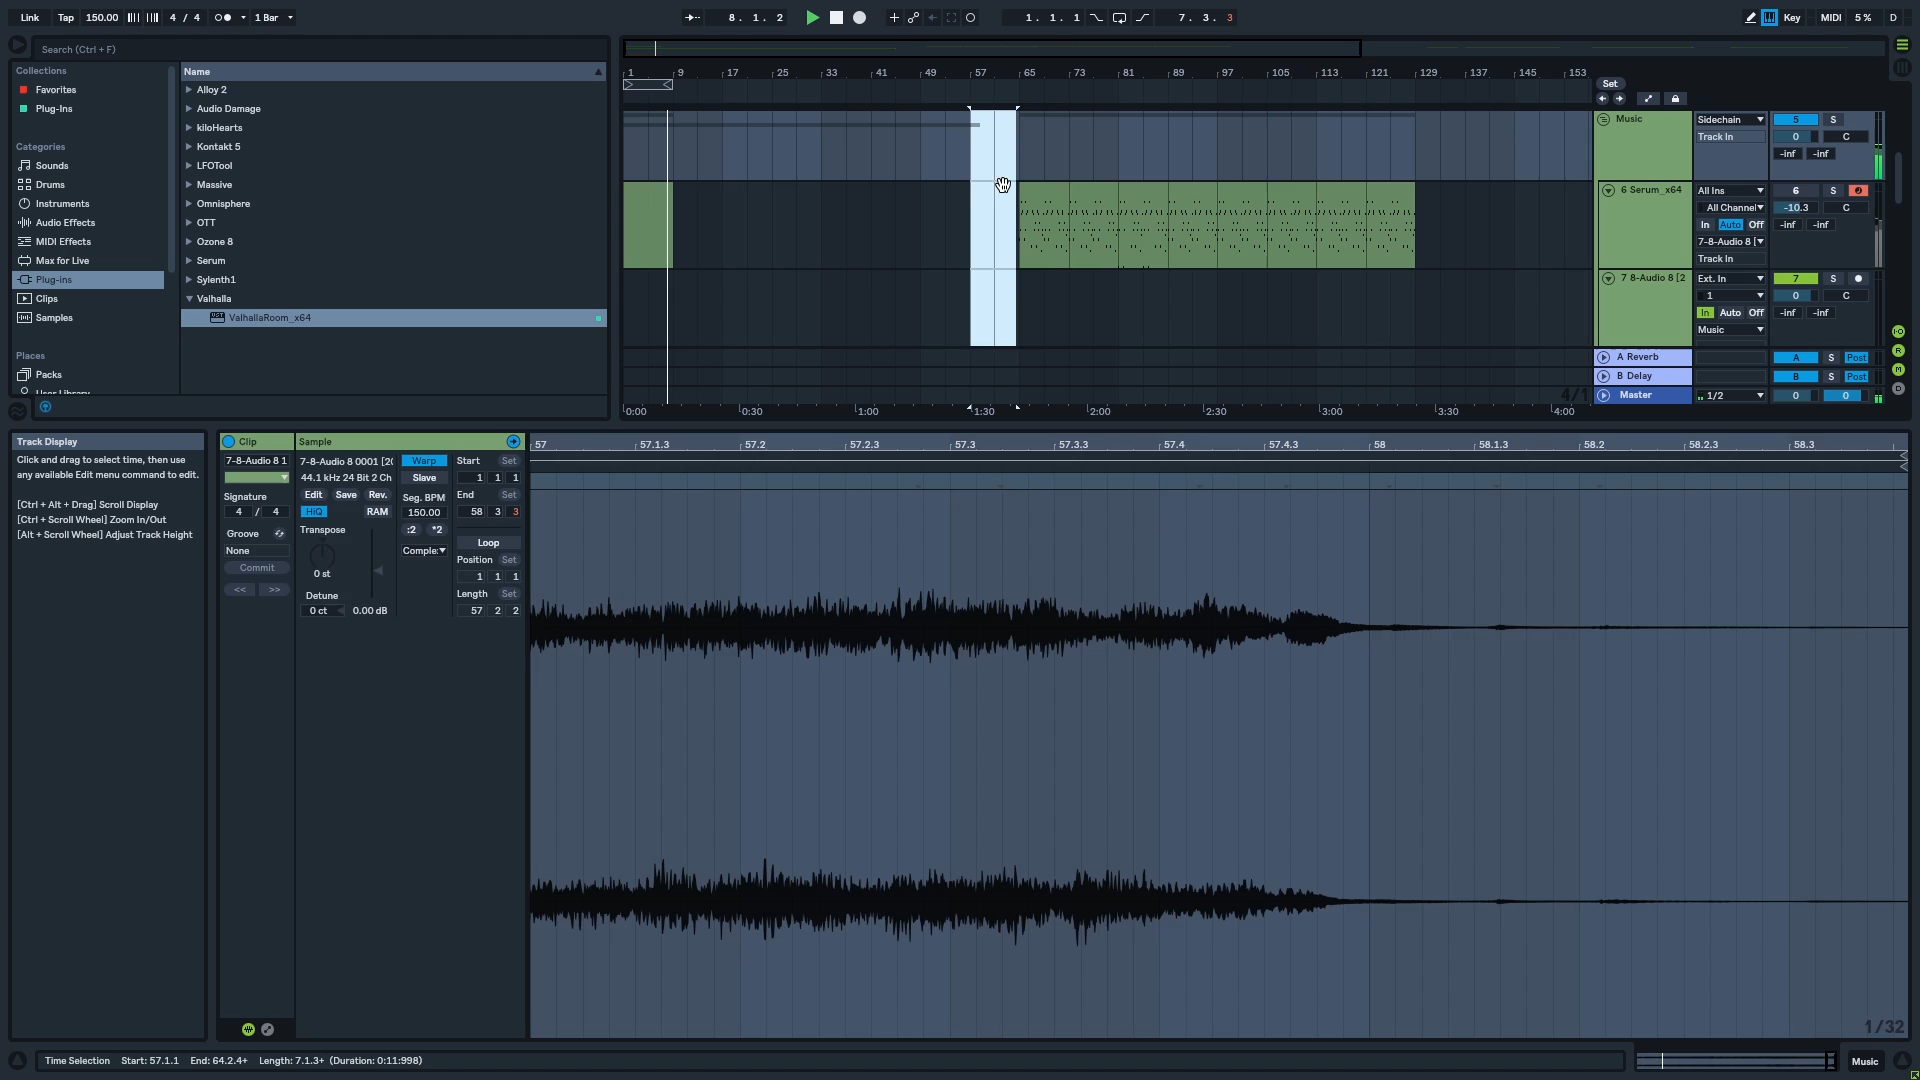 Link Tap 150.00 4 / 4 1 Bar 8. 1. 2 1. 1. 1 7. 3. 3 Key MIDI 5 % D
Search (Ctrl + F)
Collections
Favorites
Plug-Ins
Categories
Sounds
Drums
Instruments
Audio Effects
MIDI Effects
Max for Live
Plug-ins
Clips
Samples
Places
Packs
User Library
Name
Alloy 2
Audio Damage
kiloHearts
Kontakt 5
LFOTool
Massive
Omnisphere
OTT
Ozone 8
Serum
Sylenth1
Valhalla
ValhallaRoom_x64
1 9 17 25 33 41 49 57 65 73 81 89 97 105 113 121 129 137 145 153
Set
Music Sidechain 5 S
Track In 0 C
-inf -inf
6 Serum_x64 All Ins 6 S
All Channel -10.3 C
In Auto Off -inf -inf
7-8-Audio 8 [
Track In
7 8-Audio 8 [2 Ext. In 7 S
1 0 C
In Auto Off -inf -inf
Music
A Reverb A S Post
B Delay B S Post
4/1 Master 1/2 0 0
0:00 0:30 1:00 1:30 2:00 2:30 3:00 3:30 4:00
I·O
R
M
D
Track Display
Click and drag to select time, then use
any available Edit menu command to edit.
[Ctrl + Alt + Drag] Scroll Display
[Ctrl + Scroll Wheel] Zoom In/Out
[Alt + Scroll Wheel] Adjust Track Height
Clip
7-8-Audio 8 1
Signature
4 / 4
Groove
None
Commit
<< >>
Sample
7-8-Audio 8 0001 [20
44.1 kHz 24 Bit 2 Ch
Edit Save Rev.
HiQ RAM
Transpose
0 st
Detune
0 ct 0.00 dB
Warp
Slave
Seg. BPM
150.00
:2 *2
Comple:
Start Set
1 1 1
End Set
58 3 3
Loop
Position Set
1 1 1
Length Set
57 2 2
57 57.1.3 57.2 57.2.3 57.3 57.3.3 57.4 57.4.3 58 58.1.3 58.2 58.2.3 58.3
1/32
Time Selection Start: 57.1.1 End: 64.2.4+ Length: 7.1.3+ (Duration: 0:11:998)
Music